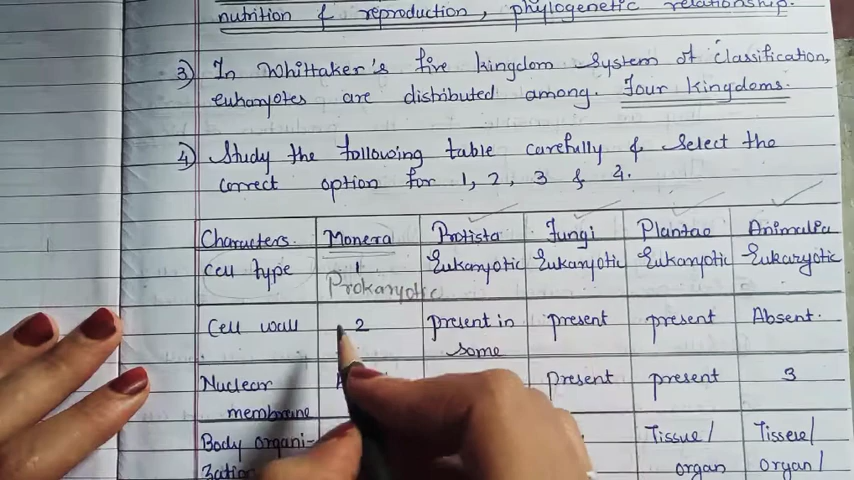 nutrition & reproduction, phylogenetic relationship.
3) In Whittaker's five kingdom System of classification,
eukaryotes are distributed among. Four Kingdoms.
4) Study the following table carefully & Select the
correct option for 1, 2, 3 & 4.
Characters. Monera Protista Fungi Plantae Animalia
Cell type 1 Eukaryotic Eukaryotic Eukaryotic Eukaryotic
Prokaryotic
Cell wall 2 present in present present Absent.
some
Nuclear present present 3
membrane
Body organi- Tissue/ Tissue/
zation organ organ/